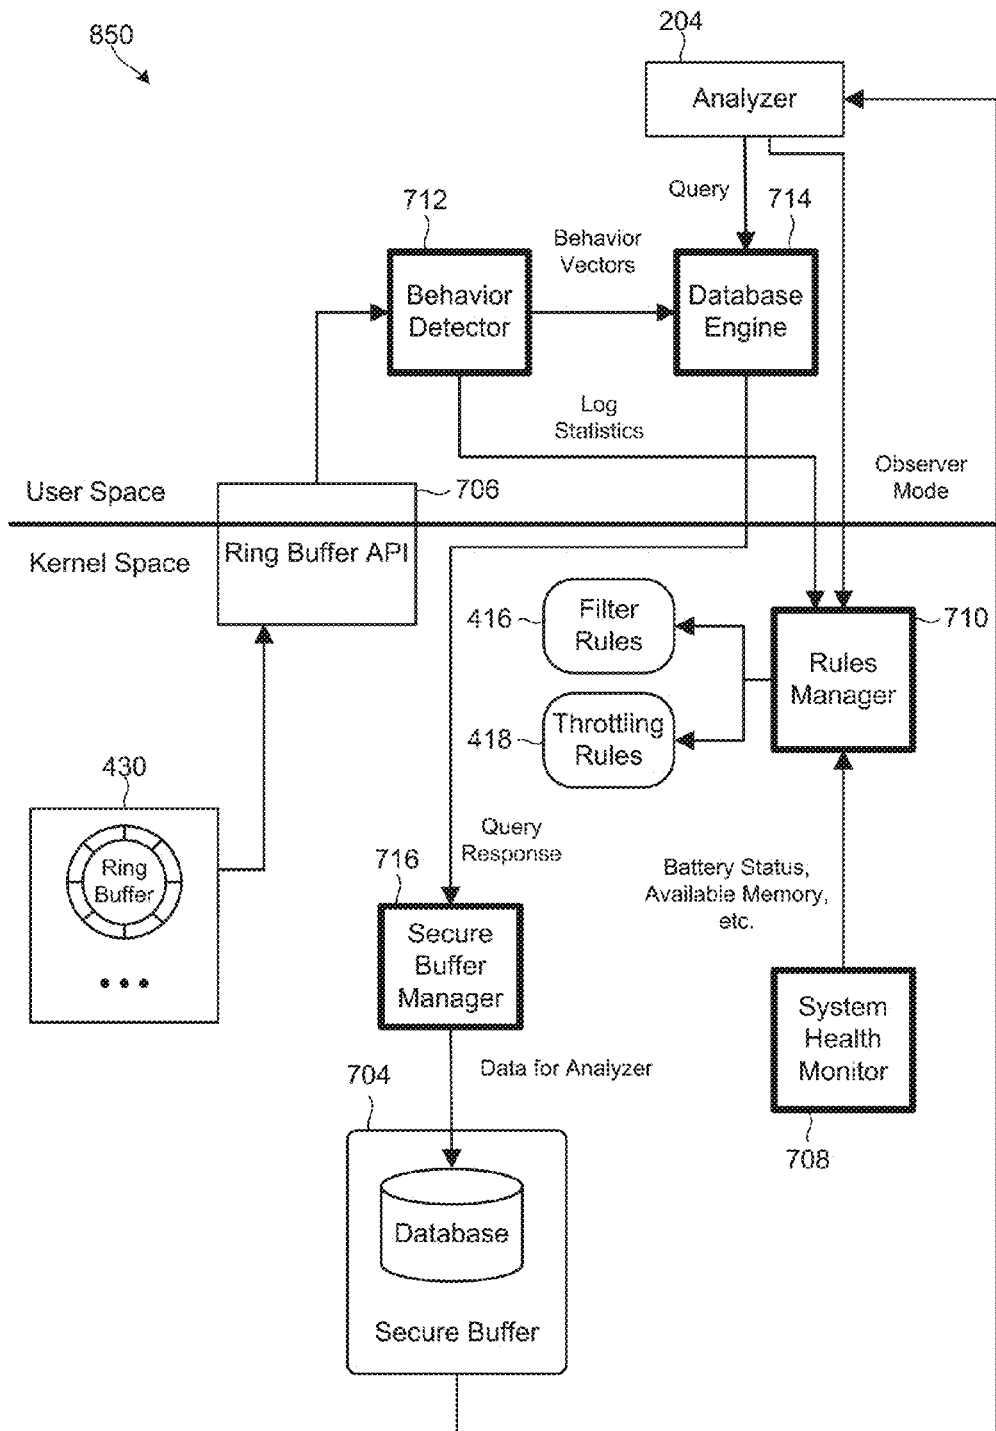 850
204
Analyzer
Query
712
714
Behavior
Vectors
Behavior
Detector
Database
Engine
Log
Statistics
Observer
Mode
User Space
706
Kernel Space
Ring Buffer API
416
Filter
Rules
710
Rules
Manager
418
Throttling
Rules
430
Ring
Buffer
Query
Response
716
Battery Status,
Available Memory,
etc.
Secure
Buffer
Manager
System
Health
Monitor
Data for Analyzer
704
708
Database
Secure Buffer